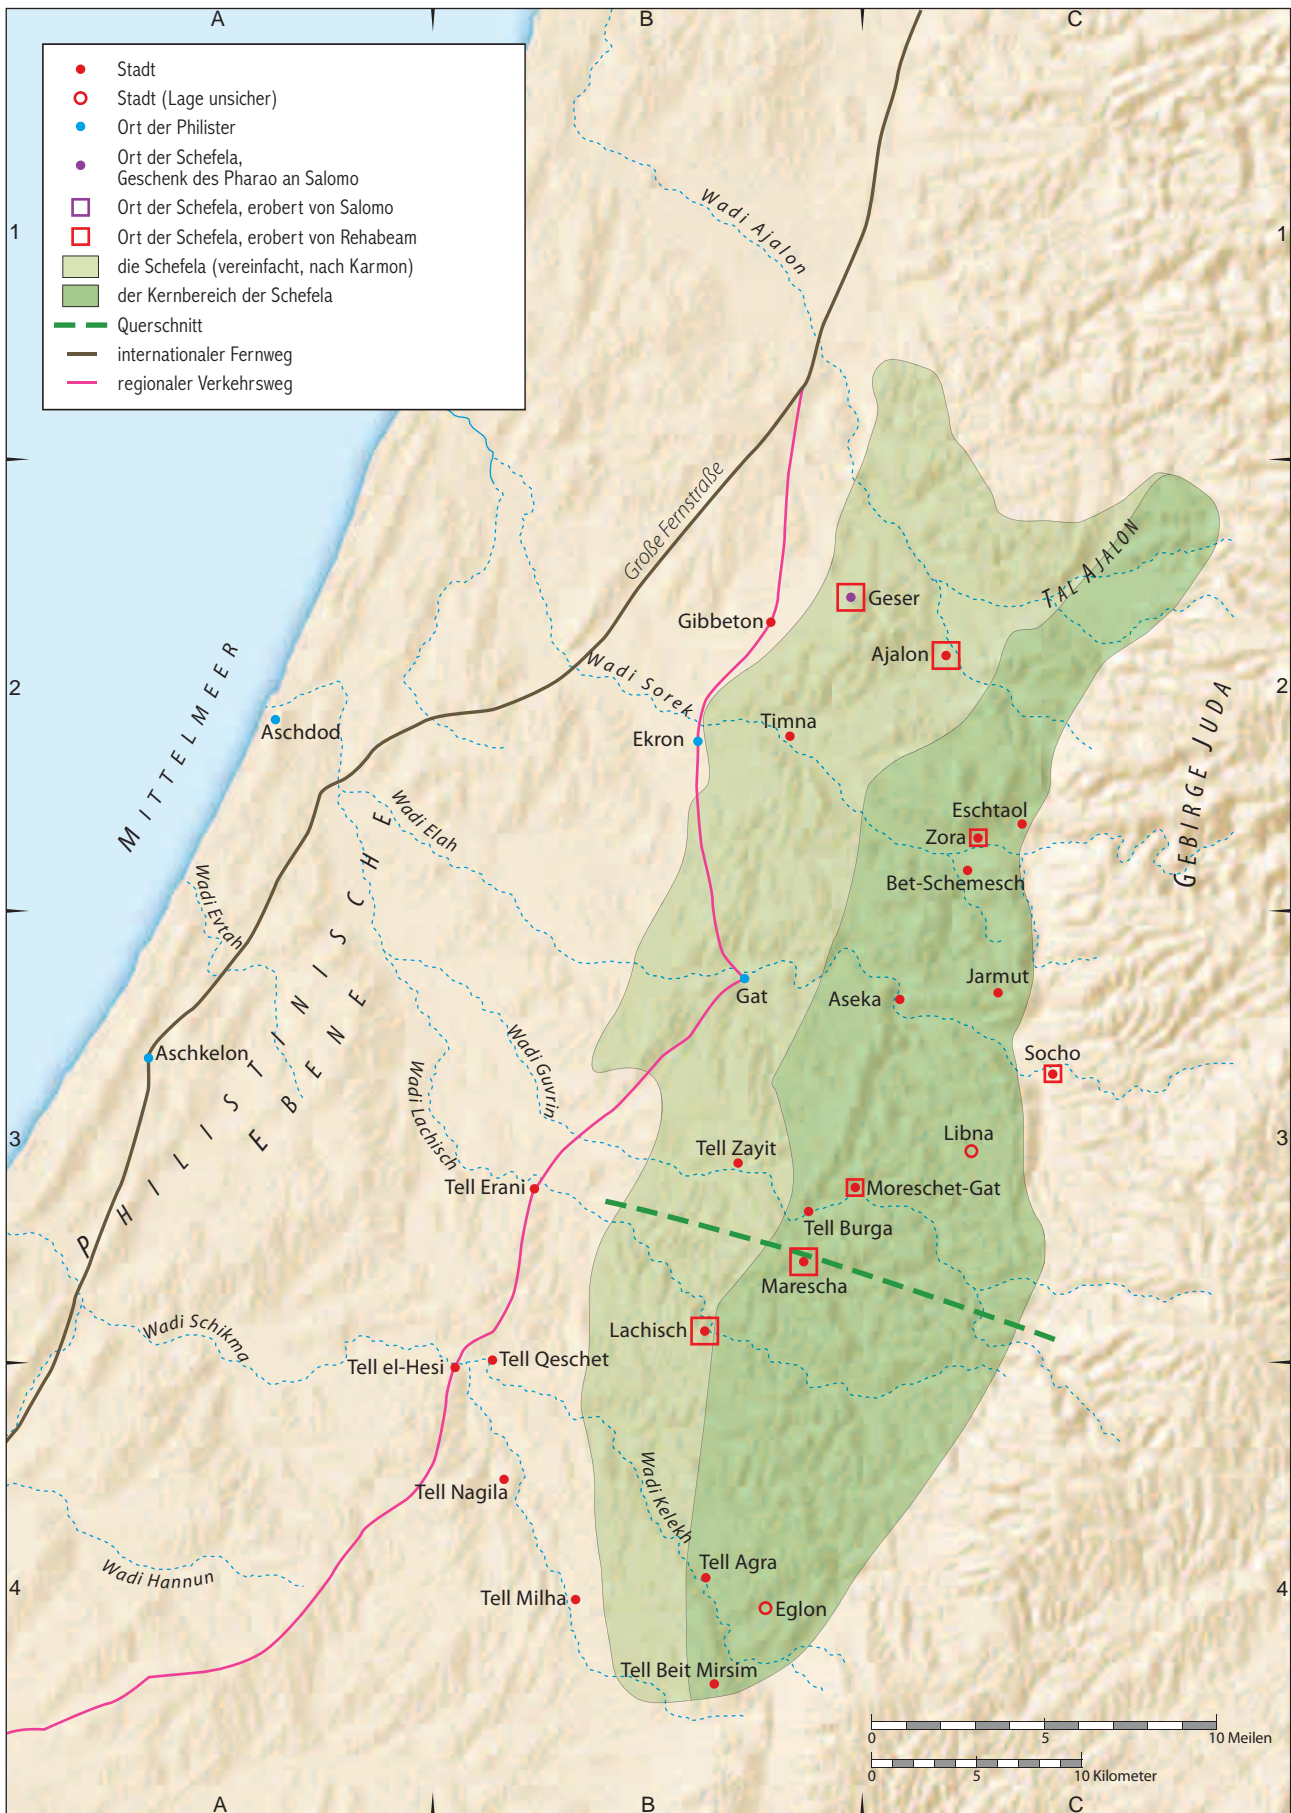 A
B
C
Stadt
Stadt (Lage unsicher)
Ort der Philister
Ort der Schefela,
Geschenk des Pharao an Salomo
Ort der Schefela, erobert von Salomo
Ort der Schefela, erobert von Rehabeam
die Schefela (vereinfacht, nach Karmon)
der Kernbereich der Schefela
Querschnitt
internationaler Fernweg
regionaler Verkehrsweg
1
1
Wadi Ajalon
Große Fernstraße
TAL AJALON
Geser
Gibbeton
Ajalon
Wadi Sorek
2
2
MITTELMEER
GEBIRGE JUDA
Aschdod
Timna
Ekron
Wadi Elah
Eschtaol
Zora
Bet-Schemesch
Wadi Evtah
PHILISTINISCHE
EBENE
Jarmut
Gat
Aseka
Aschkelon
Wadi Guvrin
Socho
Wadi Lachisch
3
3
Libna
Tell Zayit
Tell Erani
Moreschet-Gat
Tell Burga
Marescha
Wadi Schikma
Lachisch
Tell el-Hesi
Tell Qeschet
Tell Nagila
Wadi Kelekh
Wadi Hannun
Tell Agra
4
4
Tell Milha
Eglon
Tell Beit Mirsim
0
5
10 Meilen
0
5
10 Kilometer
A
B
C